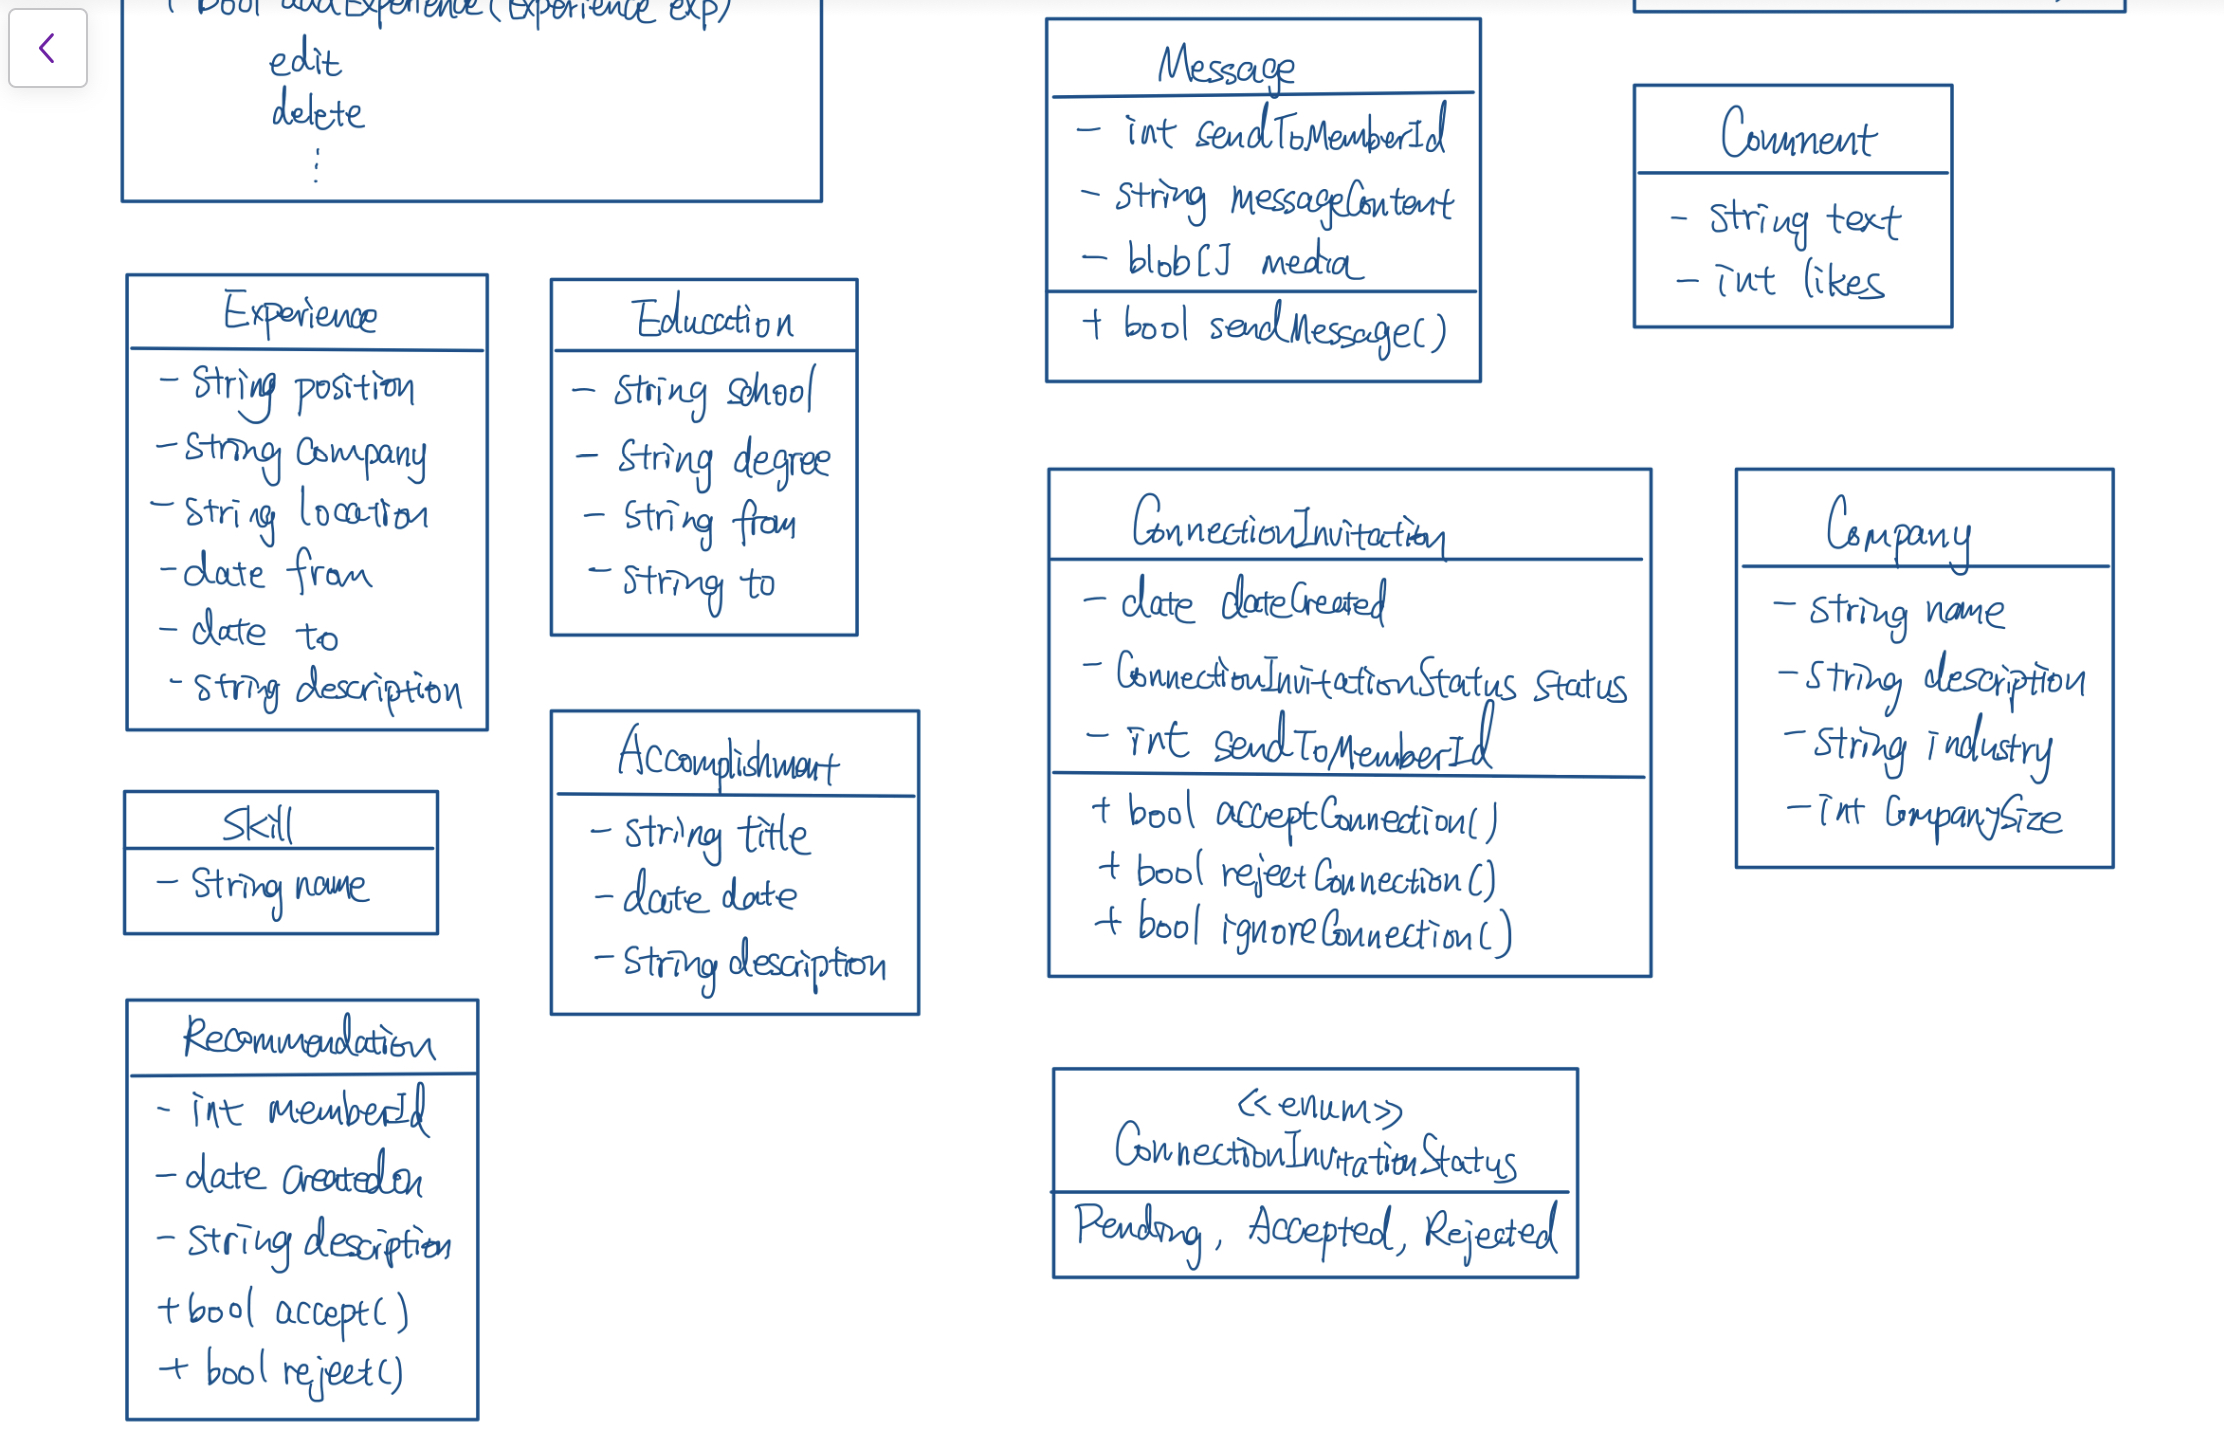 + bool addExperience(Experience exp)
edit
delete
Experience
- String position
- String Company
- String location
- date from
- date to
- string description
Skill
- String name
Recommendation
- int memberId
- date createdOn
- String description
+ bool accept()
+ bool reject()
Education
- String school
- String degree
- String from
- string to
Accomplishment
- string title
- date date
- string description
Message
- int sendToMemberId
- string messageContent
- blob[] media
+ bool sendMessage()
ConnectionInvitation
- date dateCreated
- ConnectionInvitationStatus status
- int sendToMemberId
+ bool acceptConnection()
+ bool rejectConnection()
+ bool ignoreConnection()
<<enum>>
ConnectionInvitationStatus
Pending, Accepted, Rejected
Comment
- string text
- int likes
Company
- string name
- string description
- string industry
- int CompanySize